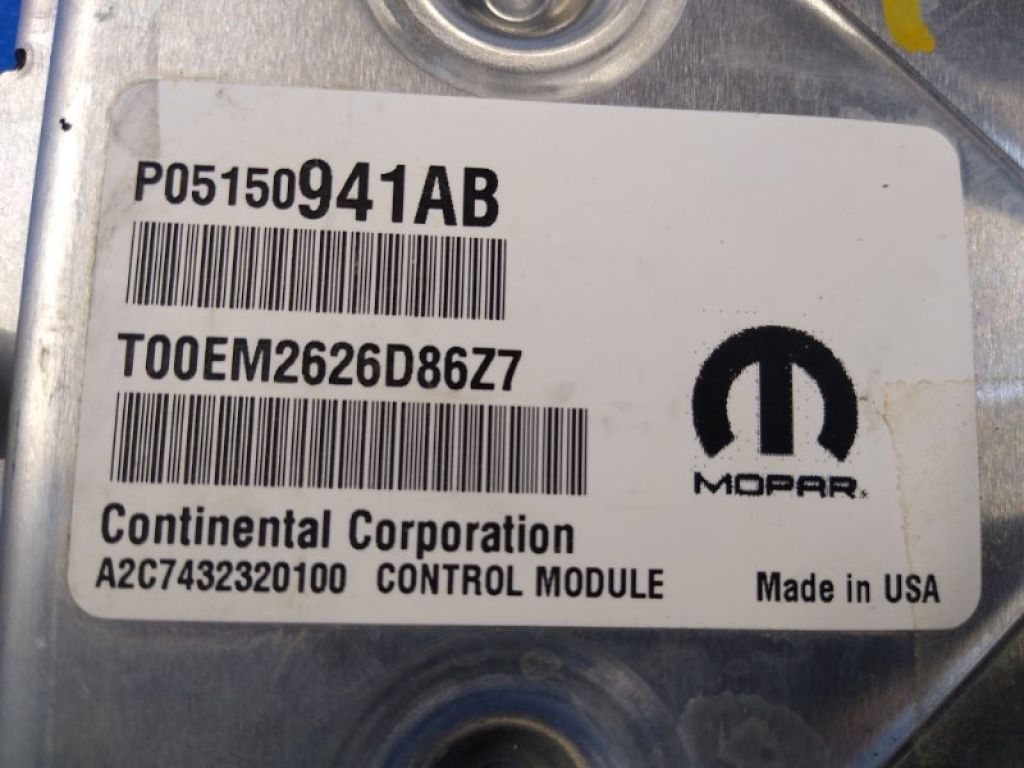 P05150941AB
T00EM2626D86Z7
MOPAR
Continental Corporation
A2C7432320100 CONTROL MODULE Made in USA